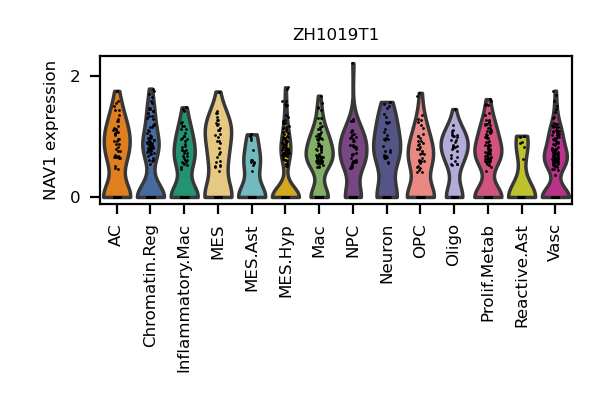 ZH1019T1
NAV1 expression
2
0
AC
Chromatin.Reg
Inflammatory.Mac
MES
MES.Ast
MES.Hyp
Mac
NPC
Neuron
OPC
Oligo
Prolif.Metab
Reactive.Ast
Vasc